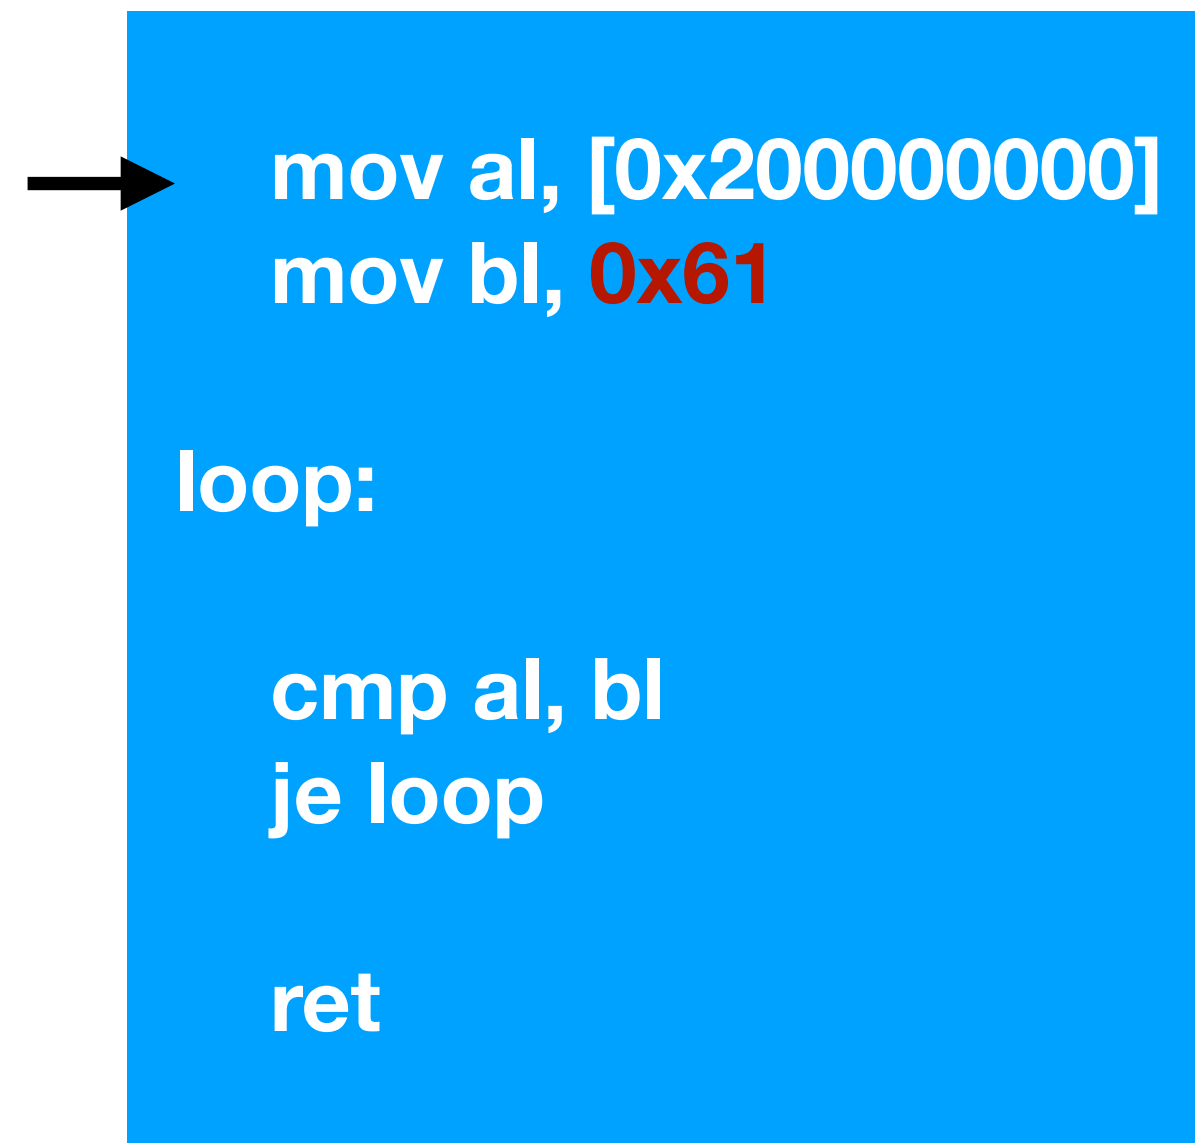 mov al, [0x200000000]
mov bl, 0x61
loop:
cmp al, bl
je loop
ret